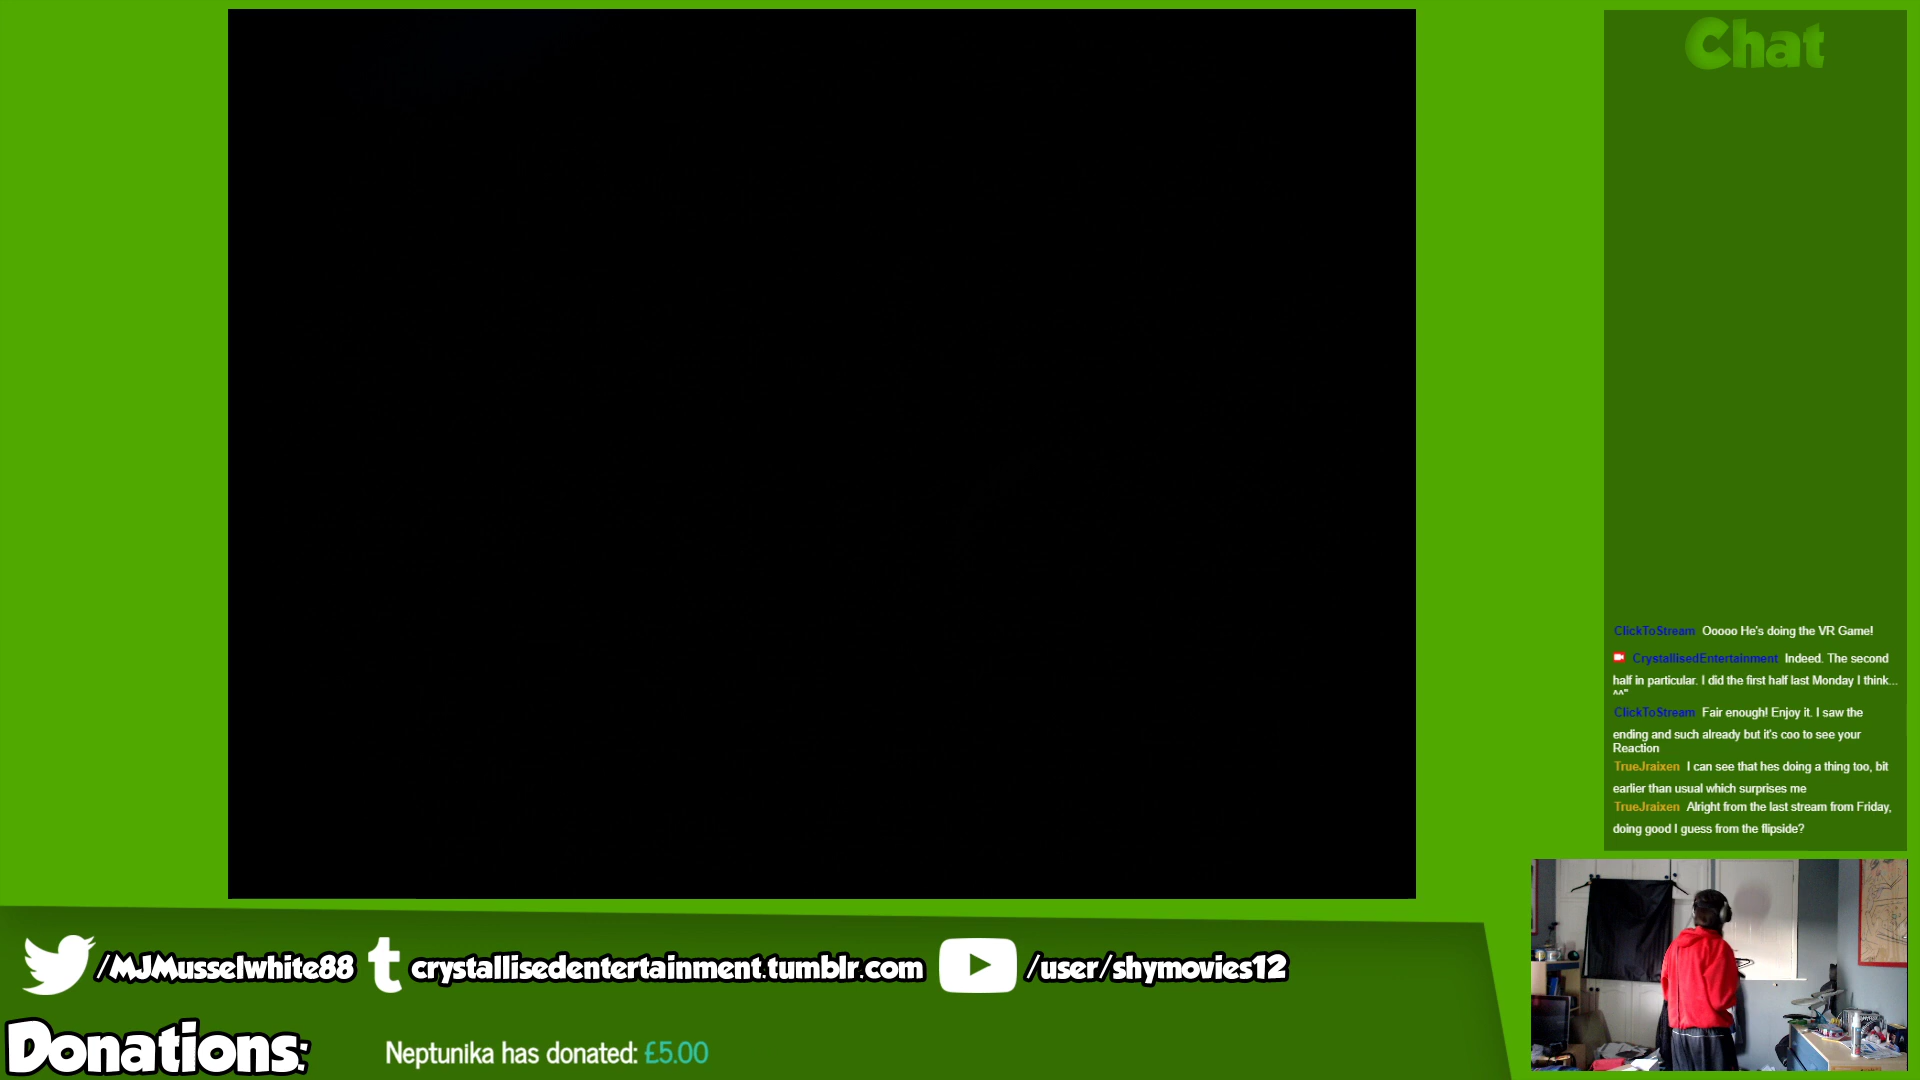 Chat
ClickToStream Ooooo He's doing the VR Game!
CrystallisedEntertainment Indeed. The second
half in particular. I did the first half last Monday I think...
^^"
ClickToStream Fair enough! Enjoy it. I saw the
ending and such already but it's coo to see your
Reaction
TrueJraixen I can see that hes doing a thing too, bit
earlier than usual which surprises me
TrueJraixen Alright from the last stream from Friday,
doing good I guess from the flipside?
/MJMusselwhite88 crystallisedentertainment.tumblr.com /user/shymovies12
Donations:
Neptunika has donated: £5.00